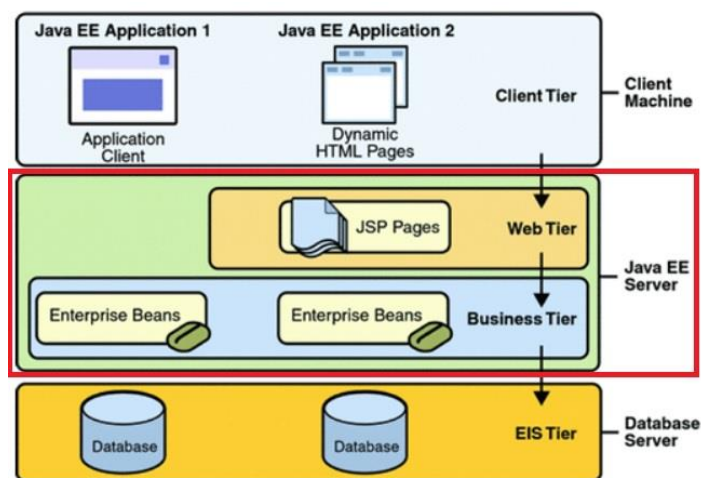 Java EE Application 1
Java EE Application 2
Application
Client
Dynamic
HTML Pages
Client Tier
Client
Machine
JSP Pages
Web Tier
Java EE
Server
Enterprise Beans
Enterprise Beans
Business Tier
Database
Database
EIS Tier
Database
Server